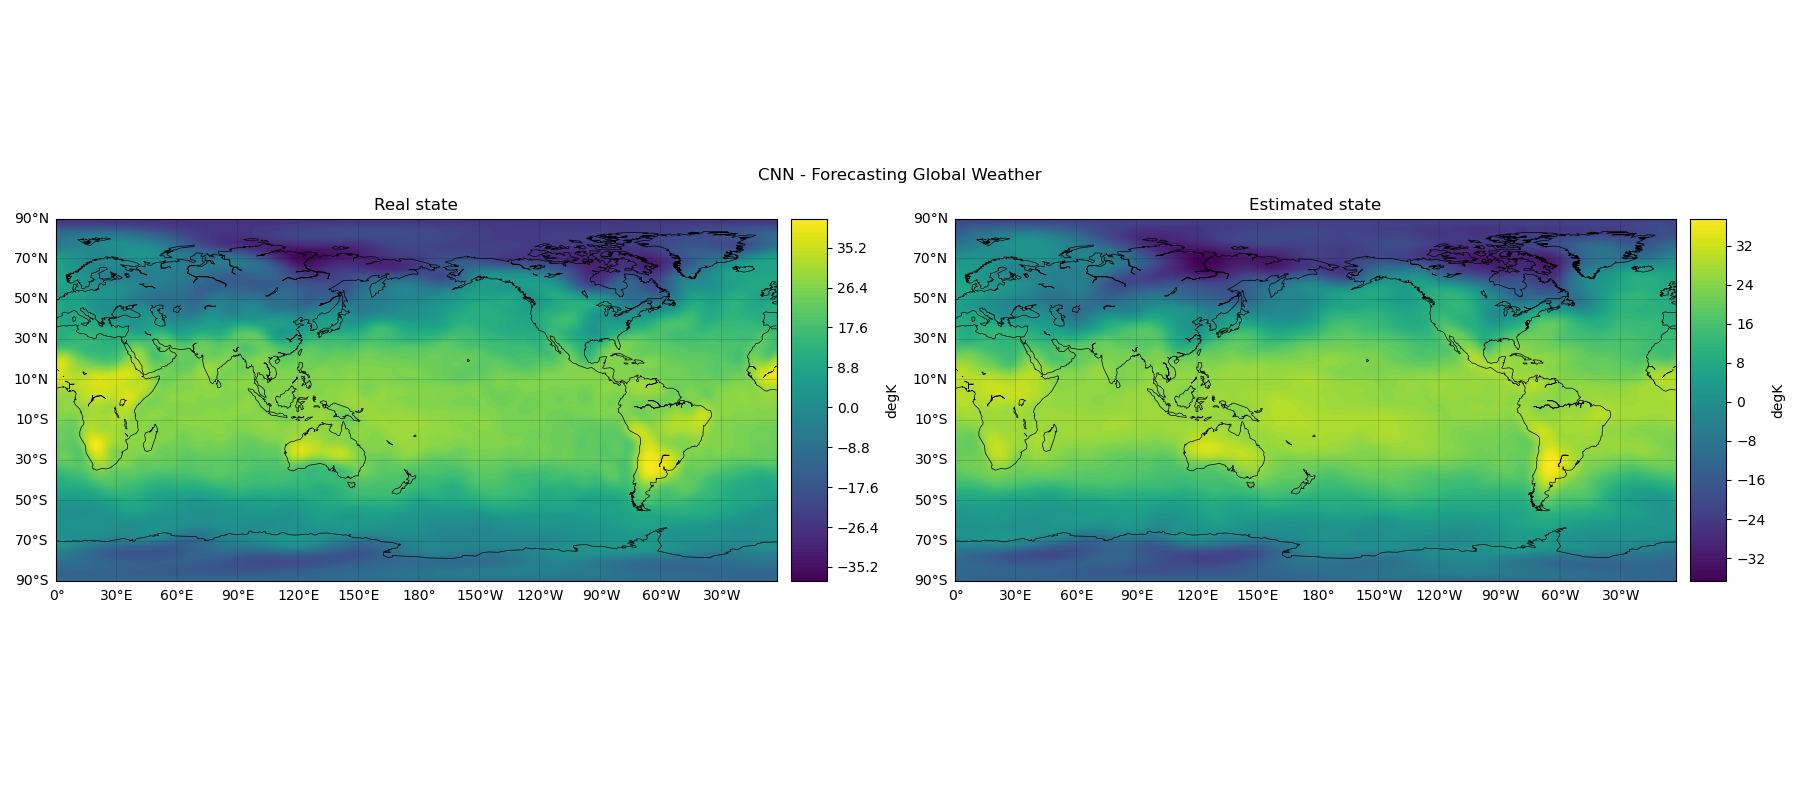 CNN - Forecasting Global Weather
Real state
90°N
70°N
50°N
30°N
10°N
10°S
30°S
50°S
70°S
90°S
0° 30°E 60°E 90°E 120°E 150°E 180° 150°W 120°W 90°W 60°W 30°W
35.2
26.4
17.6
8.8
0.0
−8.8
−17.6
−26.4
−35.2
degK
Estimated state
90°N
70°N
50°N
30°N
10°N
10°S
30°S
50°S
70°S
90°S
0° 30°E 60°E 90°E 120°E 150°E 180° 150°W 120°W 90°W 60°W 30°W
32
24
16
8
0
−8
−16
−24
−32
degK